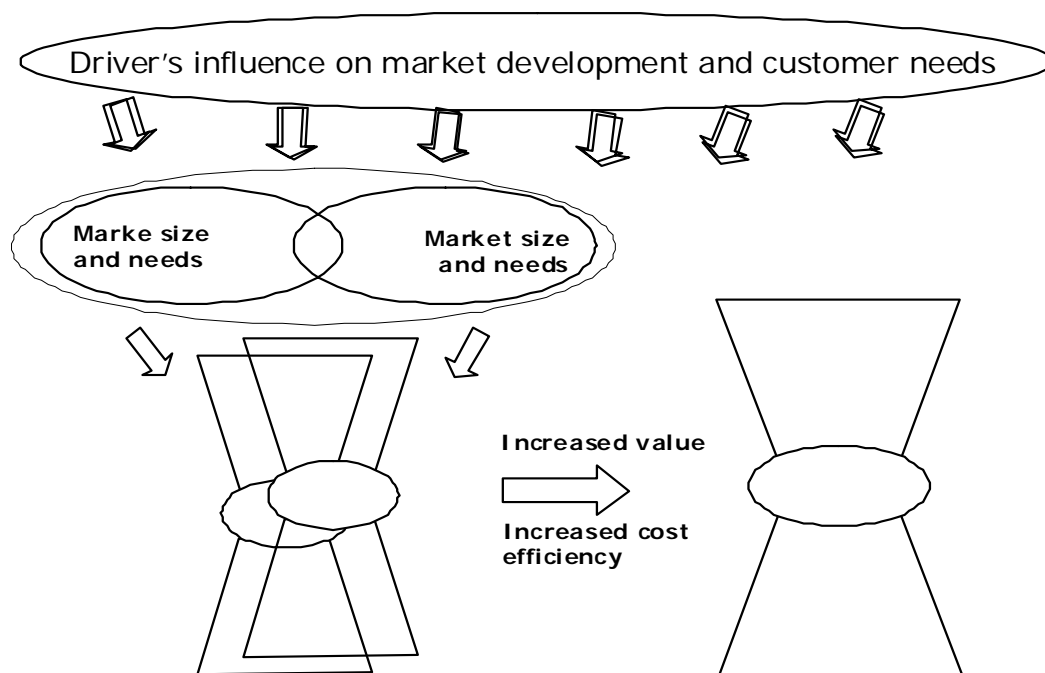 Driver's influence on market development and customer needs
Marke size
and needs
Market size
and needs
Increased value
Increased cost
efficiency